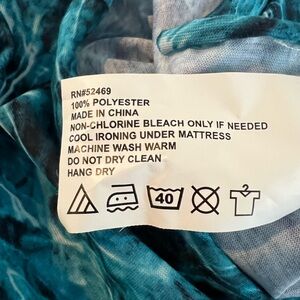 RN#52469
100% POLYESTER
MADE IN CHINA
NON-CHLORINE BLEACH ONLY IF NEEDED
COOL IRONING UNDER MATTRESS
MACHINE WASH WARM
DO NOT DRY CLEAN
HANG DRY
40